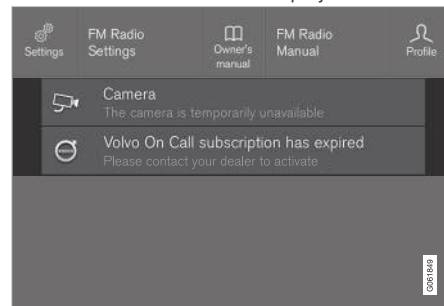 Settings
FM Radio
Settings
Owner's
manual
FM Radio
Manual
Profile
Camera
The camera is temporarily unavailable
Volvo On Call subscription has expired
Please contact your dealer to activate
G061849